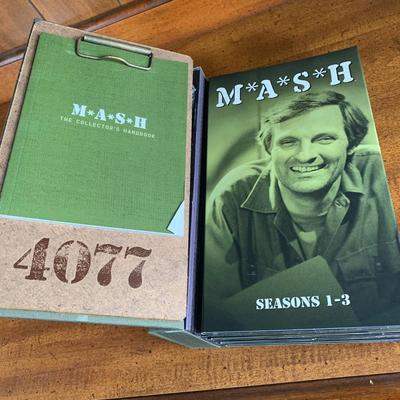 M*A*S*H
THE COLLECTOR'S HANDBOOK
4077
M*A*S*H
SEASONS 1-3